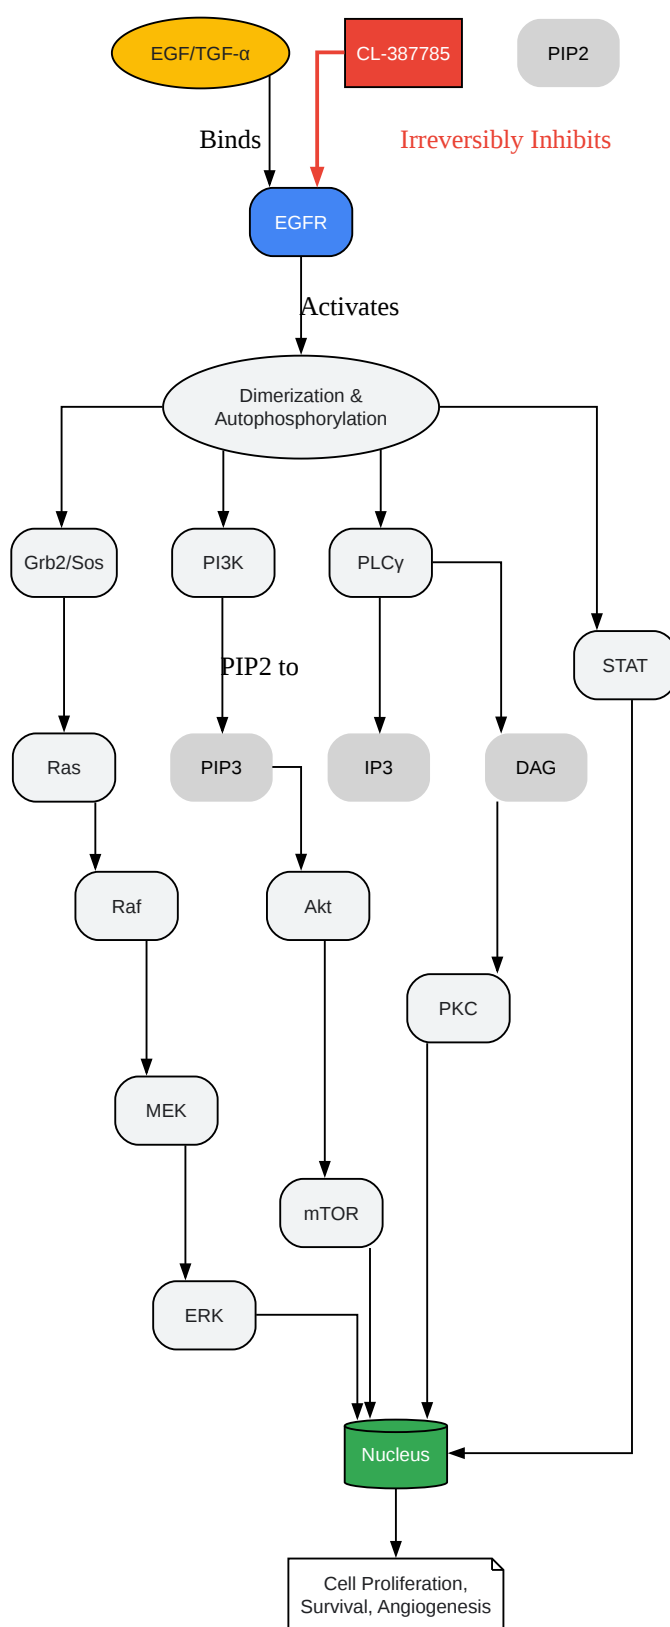 EGF/TGF-α
CL-387785
PIP2
Binds
Irreversibly Inhibits
EGFR
Activates
Dimerization &
Autophosphorylation
Grb2/Sos
PI3K
PLCγ
STAT
PIP2 to
Ras
PIP3
IP3
DAG
Raf
Akt
PKC
MEK
mTOR
ERK
Nucleus
Cell Proliferation,
Survival, Angiogenesis